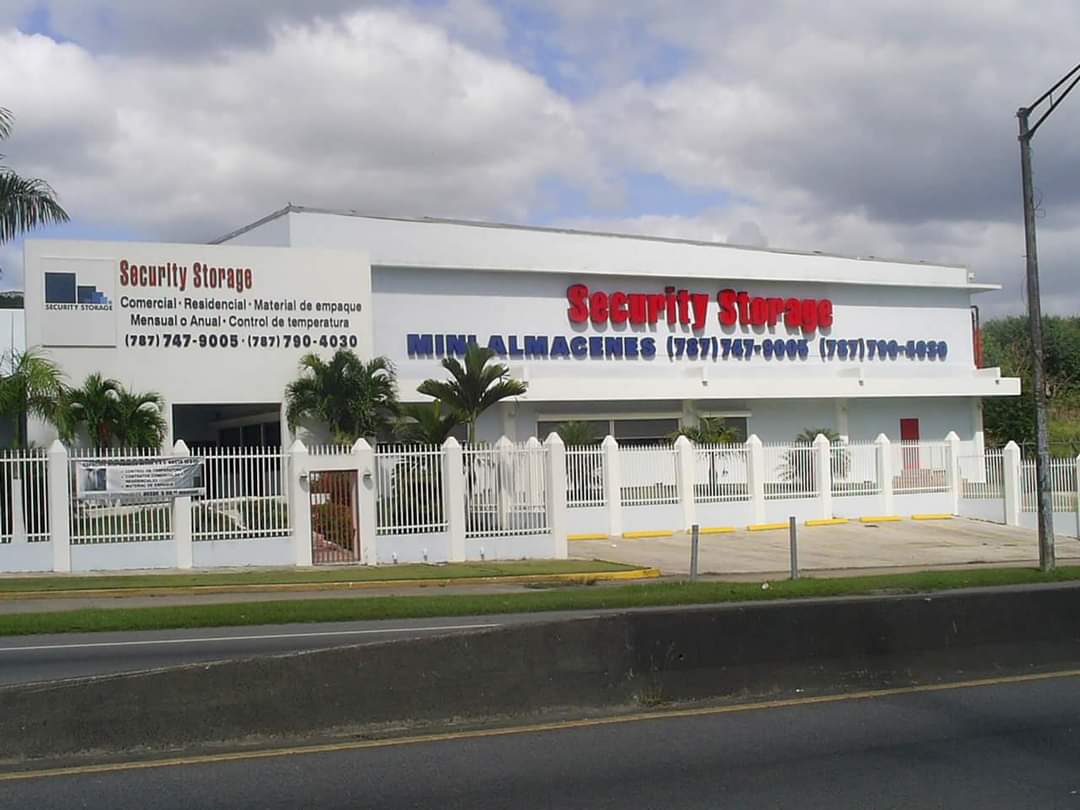 SECURITY STORAGE
Security Storage
Comercial · Residencial · Material de empaque
Mensual o Anual · Control de temperatura
(787) 747-9005 · (787) 790-4030
Security Storage
MINI ALMACENES (787) 747-9005 (787) 790-4030